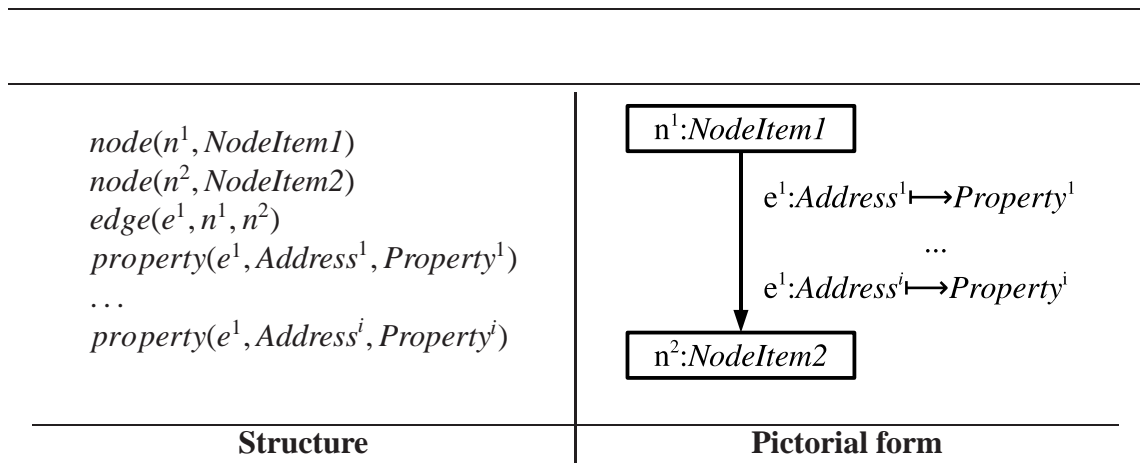 node(n¹, NodeItem1)
node(n², NodeItem2)
edge(e¹, n¹, n²)
property(e¹, Address¹, Property¹)
...
property(e¹, Addressⁱ, Propertyⁱ)
n¹:NodeItem1
e¹:Address¹⟼Property¹
...
e¹:Addressⁱ⟼Propertyⁱ
n²:NodeItem2
Structure
Pictorial form